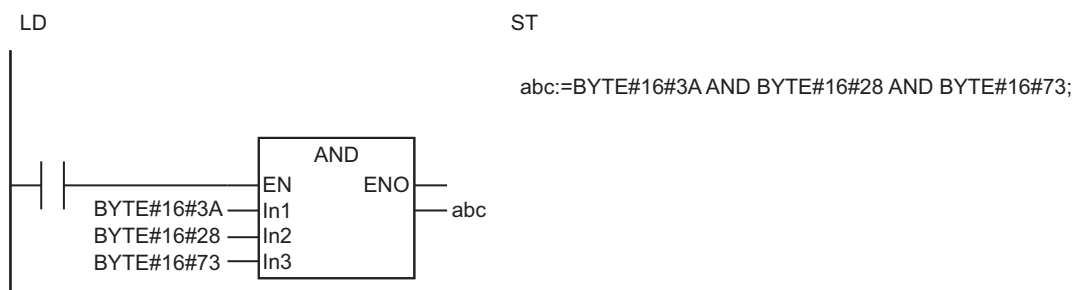 LD
ST
abc:=BYTE#16#3A AND BYTE#16#28 AND BYTE#16#73;
AND
EN ENO
BYTE#16#3A In1 abc
BYTE#16#28 In2
BYTE#16#73 In3